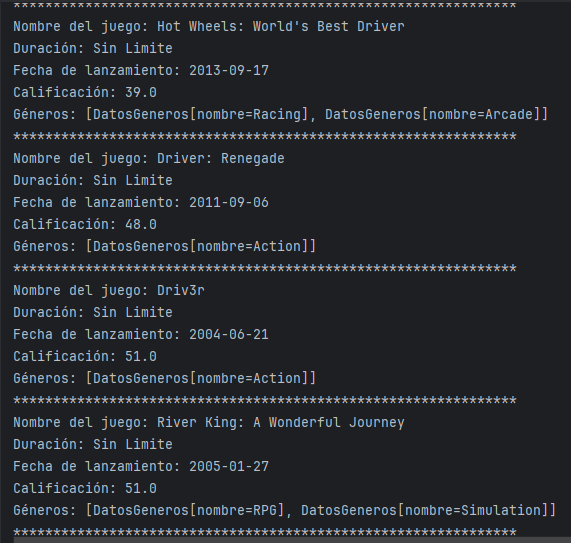 ***************************************************************
Nombre del juego: Hot Wheels: World's Best Driver
Duración: Sin Limite
Fecha de lanzamiento: 2013-09-17
Calificación: 39.0
Géneros: [DatosGeneros[nombre=Racing], DatosGeneros[nombre=Arcade]]
***************************************************************
Nombre del juego: Driver: Renegade
Duración: Sin Limite
Fecha de lanzamiento: 2011-09-06
Calificación: 48.0
Géneros: [DatosGeneros[nombre=Action]]
***************************************************************
Nombre del juego: Driv3r
Duración: Sin Limite
Fecha de lanzamiento: 2004-06-21
Calificación: 51.0
Géneros: [DatosGeneros[nombre=Action]]
***************************************************************
Nombre del juego: River King: A Wonderful Journey
Duración: Sin Limite
Fecha de lanzamiento: 2005-01-27
Calificación: 51.0
Géneros: [DatosGeneros[nombre=RPG], DatosGeneros[nombre=Simulation]]
***************************************************************